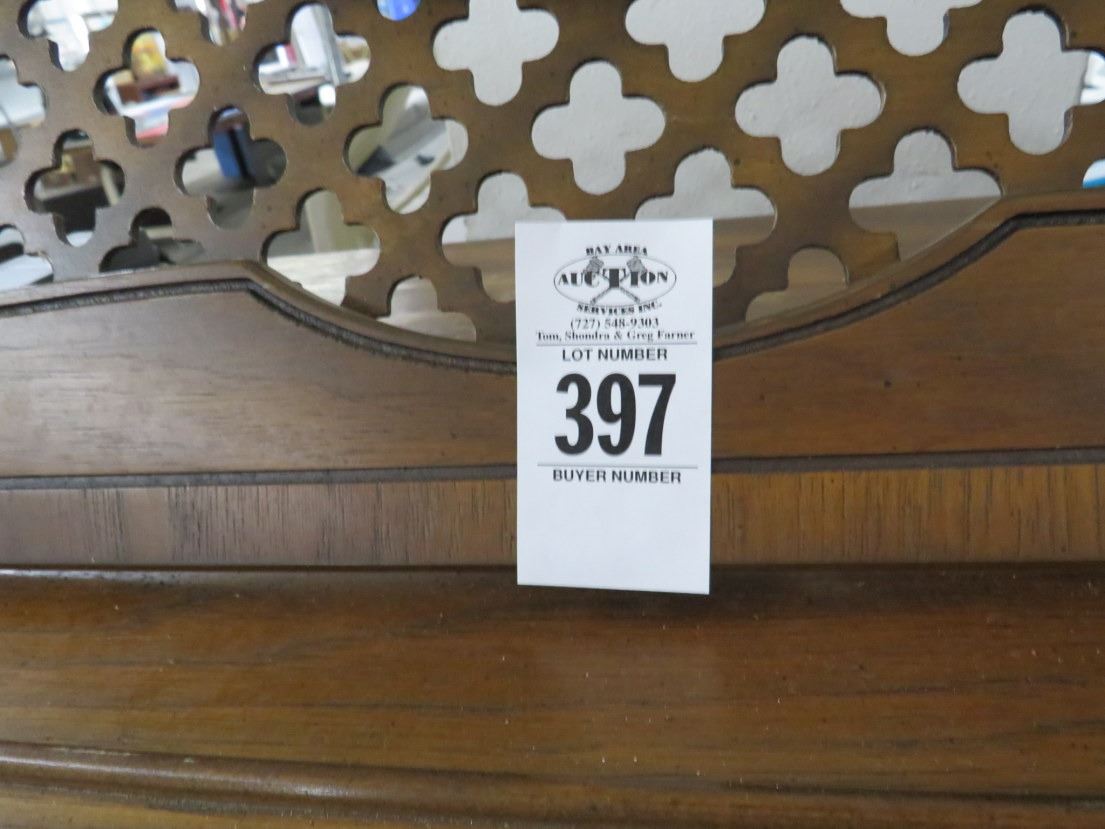 BAY AREA
AUCTION
SERVICES INC.
(727) 548-9303
Tom, Shondra & Greg Farner
LOT NUMBER
397
BUYER NUMBER